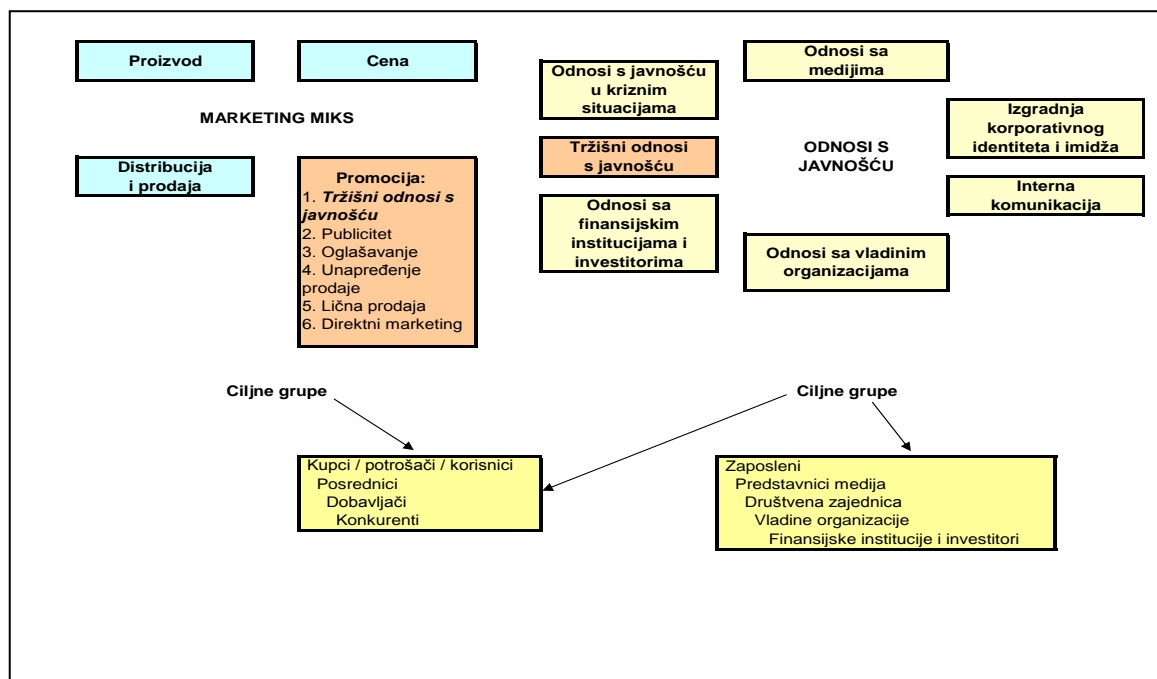 Proizvod
Cena
MARKETING MIKS
Distribucija
i prodaja
Promocija:
1. Tržišni odnosi s
javnošću
2. Publicitet
3. Oglašavanje
4. Unapređenje
prodaje
5. Lična prodaja
6. Direktni marketing
Odnosi s javnošću
u kriznim
situacijama
Tržišni odnosi
s javnošću
Odnosi sa
finansijskim
institucijama i
investitorima
Odnosi sa
medijima
ODNOSI S
JAVNOŠĆU
Odnosi sa vladinim
organizacijama
Izgradnja
korporativnog
identiteta i imidža
Interna
komunikacija
Ciljne grupe
Ciljne grupe
Kupci / potrošači / korisnici
Posrednici
Dobavljači
Konkurenti
Zaposleni
Predstavnici medija
Društvena zajednica
Vladine organizacije
Finansijske institucije i investitori